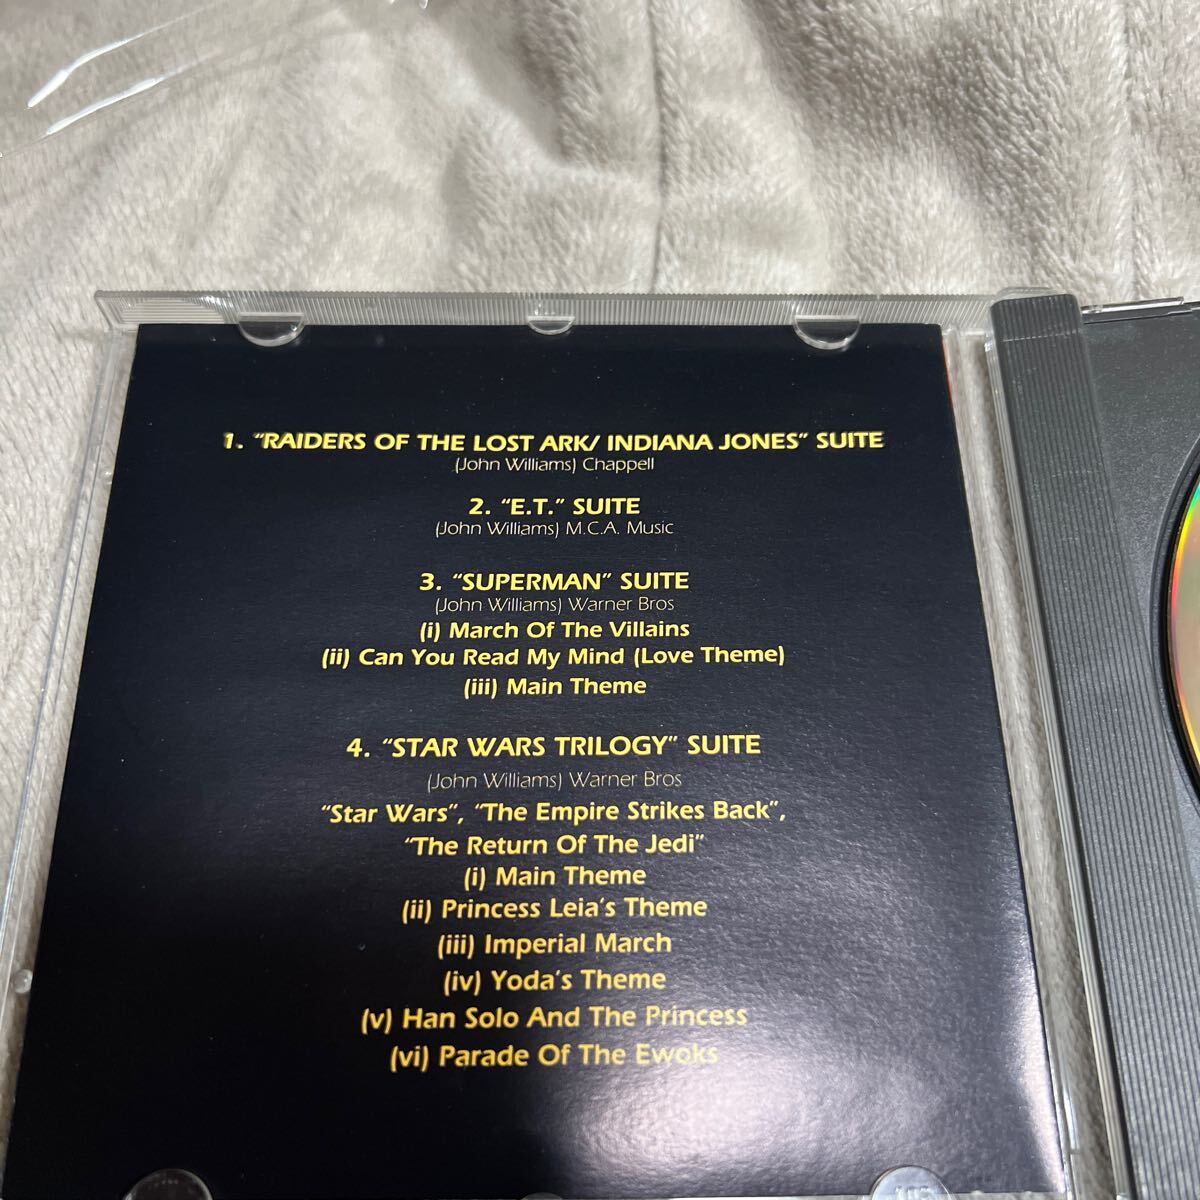 1. "RAIDERS OF THE LOST ARK/ INDIANA JONES" SUITE
(John Williams) Chappell
2. "E.T." SUITE
(John Williams) M.C.A. Music
3. "SUPERMAN" SUITE
(John Williams) Warner Bros
(i) March Of The Villains
(ii) Can You Read My Mind (Love Theme)
(iii) Main Theme
4. "STAR WARS TRILOGY" SUITE
(John Williams) Warner Bros
"Star Wars", "The Empire Strikes Back",
"The Return Of The Jedi"
(i) Main Theme
(ii) Princess Leia's Theme
(iii) Imperial March
(iv) Yoda's Theme
(v) Han Solo And The Princess
(vi) Parade Of The Ewoks